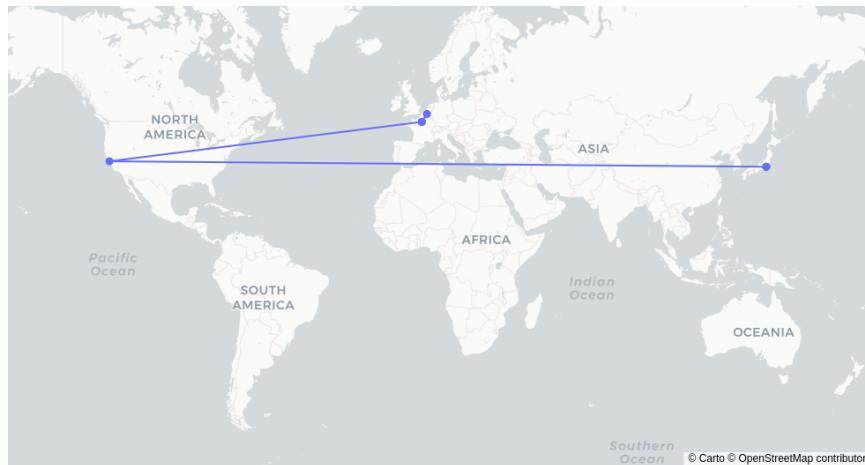 NORTH
AMERICA
ASIA
AFRICA
Pacific
Ocean
Indian
Ocean
SOUTH
AMERICA
OCEANIA
Southern
Ocean
© Carto © OpenStreetMap contributor